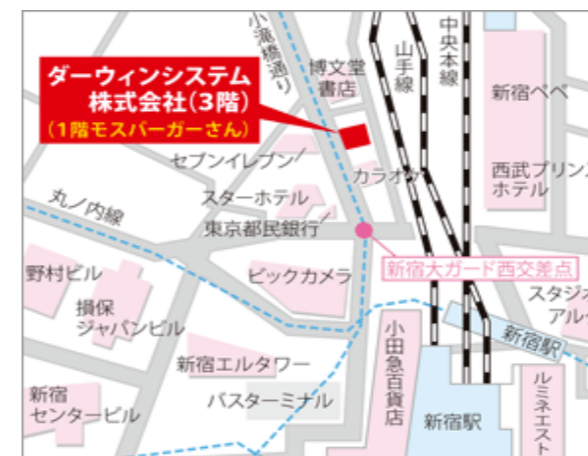 小滝橋通り
中央本線
山手線
ダーウィンシステム
株式会社(3階)
(1階モスバーガーさん)
博文堂
書店
新宿ペペ
セブンイレブン
カラオケ
西武プリンス
ホテル
スターホテル
丸ノ内線
東京都民銀行
新宿大ガード西交差点
野村ビル
ビックカメラ
損保
ジャパンビル
スタジオ
アル
新宿駅
小田急百貨店
新宿エルタワー
新宿
センタービル
バスターミナル
新宿駅
ルミネエスト